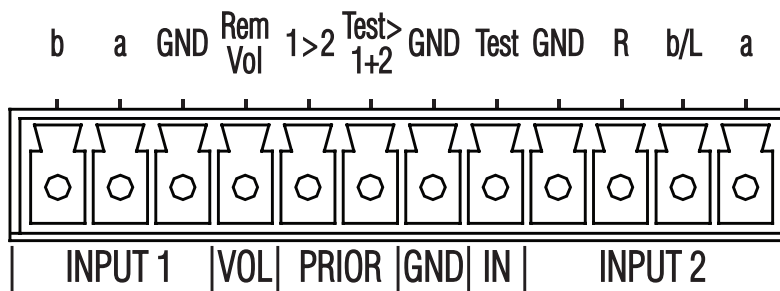 b a GND Rem Vol 1>2 Test> 1+2 GND Test GND R b/L a
INPUT 1 VOL PRIOR GND IN INPUT 2